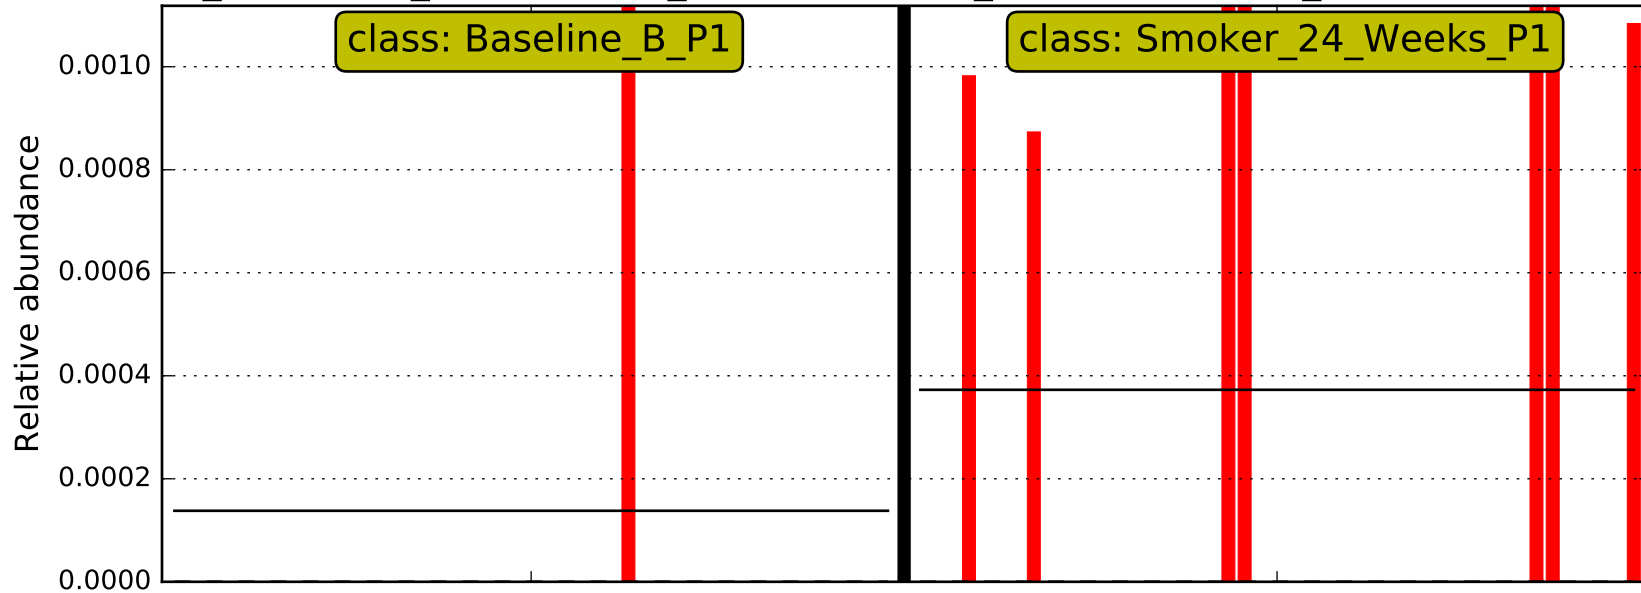 class: Baseline_B_P1
class: Smoker_24_Weeks_P1
Relative abundance
0.0010
0.0008
0.0006
0.0004
0.0002
0.0000